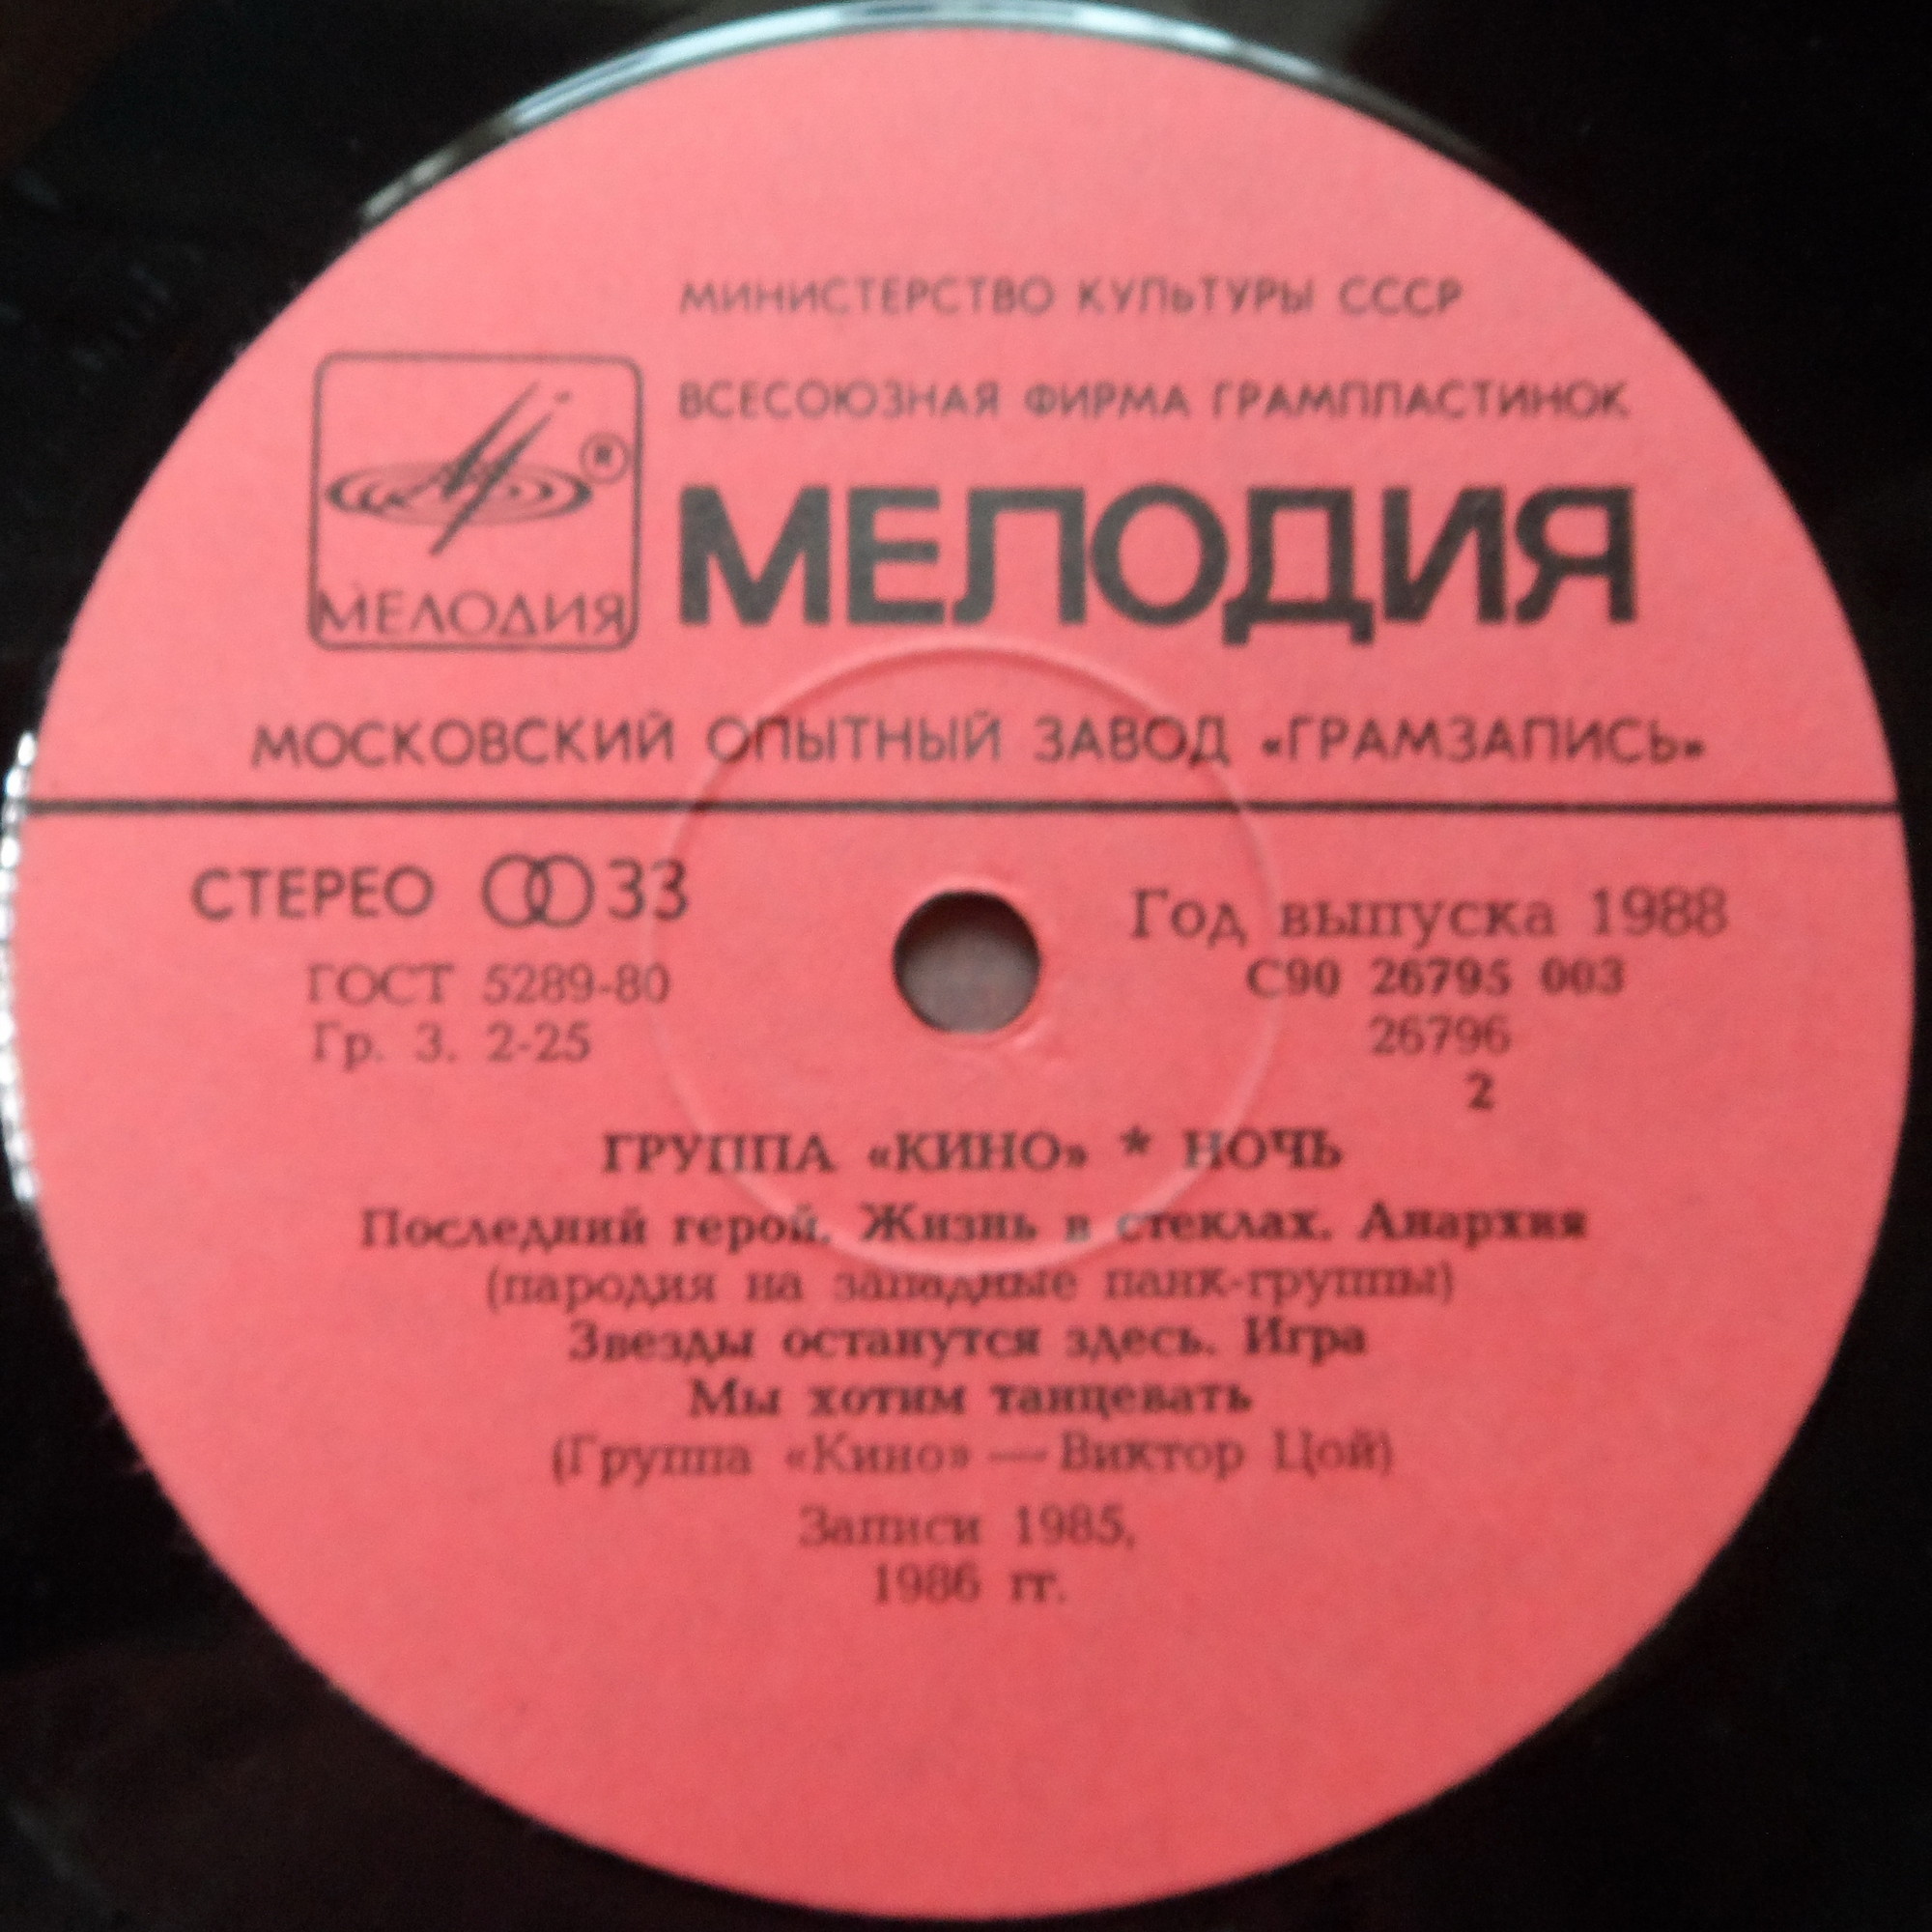 МИНИСТЕРСТВО КУЛЬТУРЫ СССР
ВСЕСОЮЗНАЯ ФИРМА ГРАМПЛАСТИНОК
®
МЕЛОДИЯ
МЕЛОДИЯ
МОСКОВСКИЙ ОПЫТНЫЙ ЗАВОД «ГРАМЗАПИСЬ»
СТЕРЕО 33
Год выпуска 1988
ГОСТ 5289-80
С90 26795 003
Гр. 3. 2-25
26796
2
ГРУППА «КИНО» * НОЧЬ
Последний герой. Жизнь в стеклах. Анархия
(пародия на западные панк-группы)
Звезды останутся здесь. Игра
Мы хотим танцевать
(Группа «Кино» — Виктор Цой)
Записи 1985,
1986 гг.